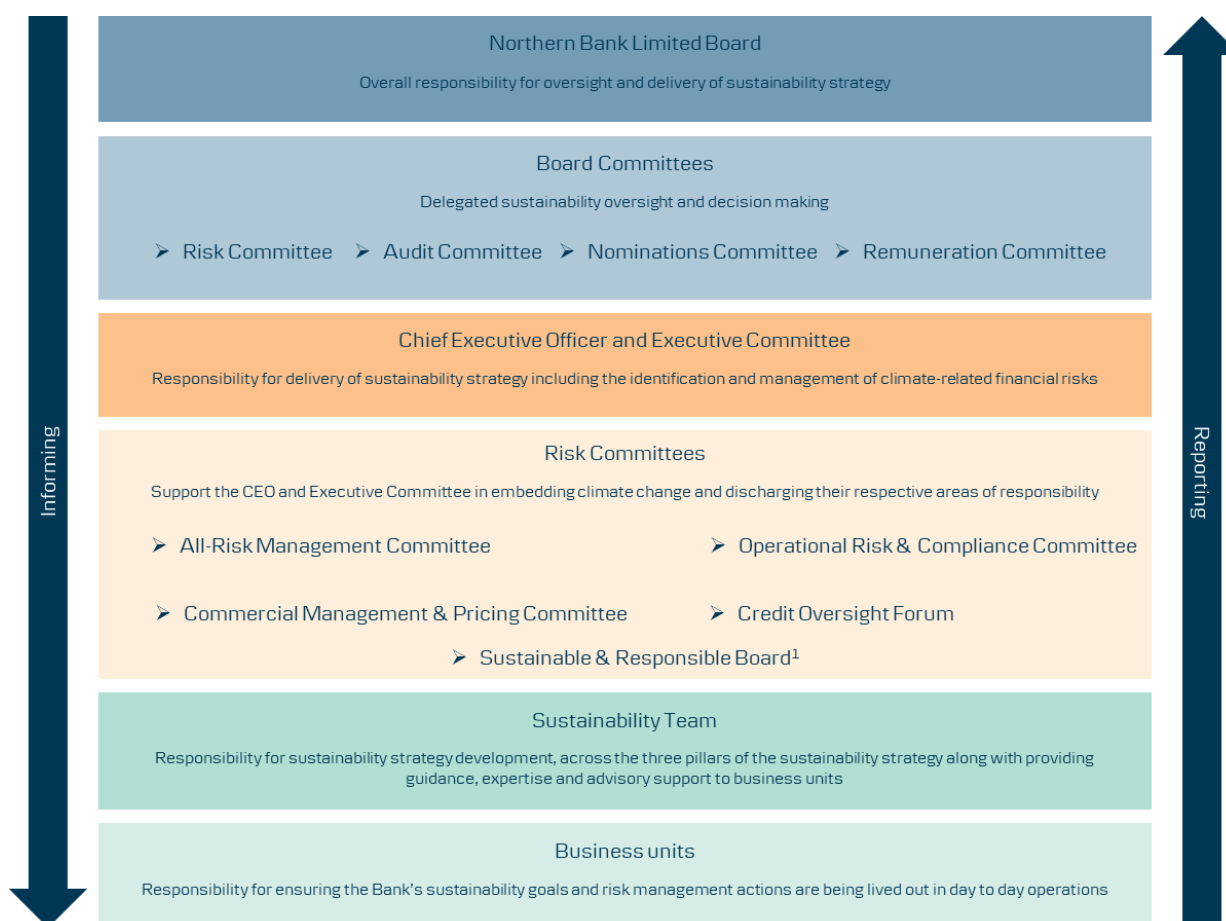 Northern Bank Limited Board
Overall responsibility for oversight and delivery of sustainability strategy
Board Committees
Delegated sustainability oversight and decision making
➢ Risk Committee ➢ Audit Committee ➢ Nominations Committee ➢ Remuneration Committee
Chief Executive Officer and Executive Committee
Responsibility for delivery of sustainability strategy including the identification and management of climate-related financial risks
Informing
Reporting
Risk Committees
Support the CEO and Executive Committee in embedding climate change and discharging their respective areas of responsibility
➢ All-Risk Management Committee
➢ Operational Risk & Compliance Committee
➢ Commercial Management & Pricing Committee
➢ Credit Oversight Forum
➢ Sustainable & Responsible Board¹
Sustainability Team
Responsibility for sustainability strategy development, across the three pillars of the sustainability strategy along with providing
guidance, expertise and advisory support to business units
Business units
Responsibility for ensuring the Bank's sustainability goals and risk management actions are being lived out in day to day operations